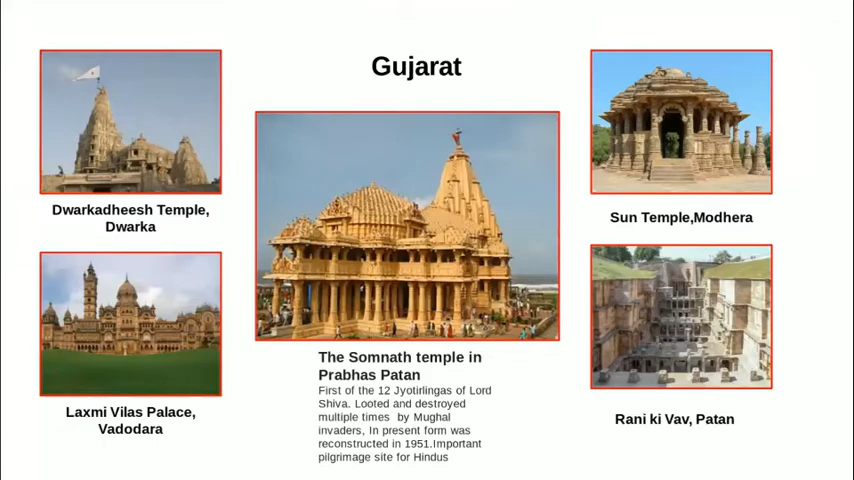 Gujarat
Dwarkadheesh Temple,
Dwarka
Sun Temple,Modhera
Laxmi Vilas Palace,
Vadodara
The Somnath temple in
Prabhas Patan
First of the 12 Jyotirlingas of Lord
Shiva. Looted and destroyed
multiple times  by Mughal
invaders, In present form was
reconstructed in 1951.Important
pilgrimage site for Hindus
Rani ki Vav, Patan